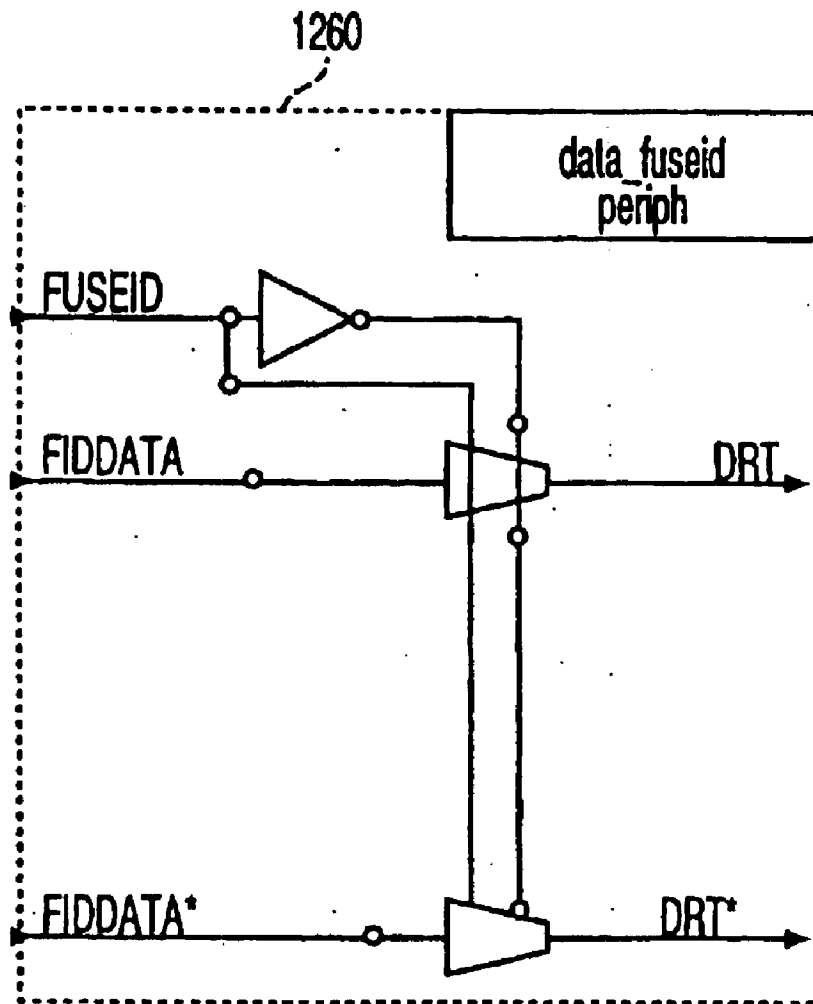 1260
data_fuseid
periph
FUSEID
FIDDATA
DRT
FIDDATA*
DRT*